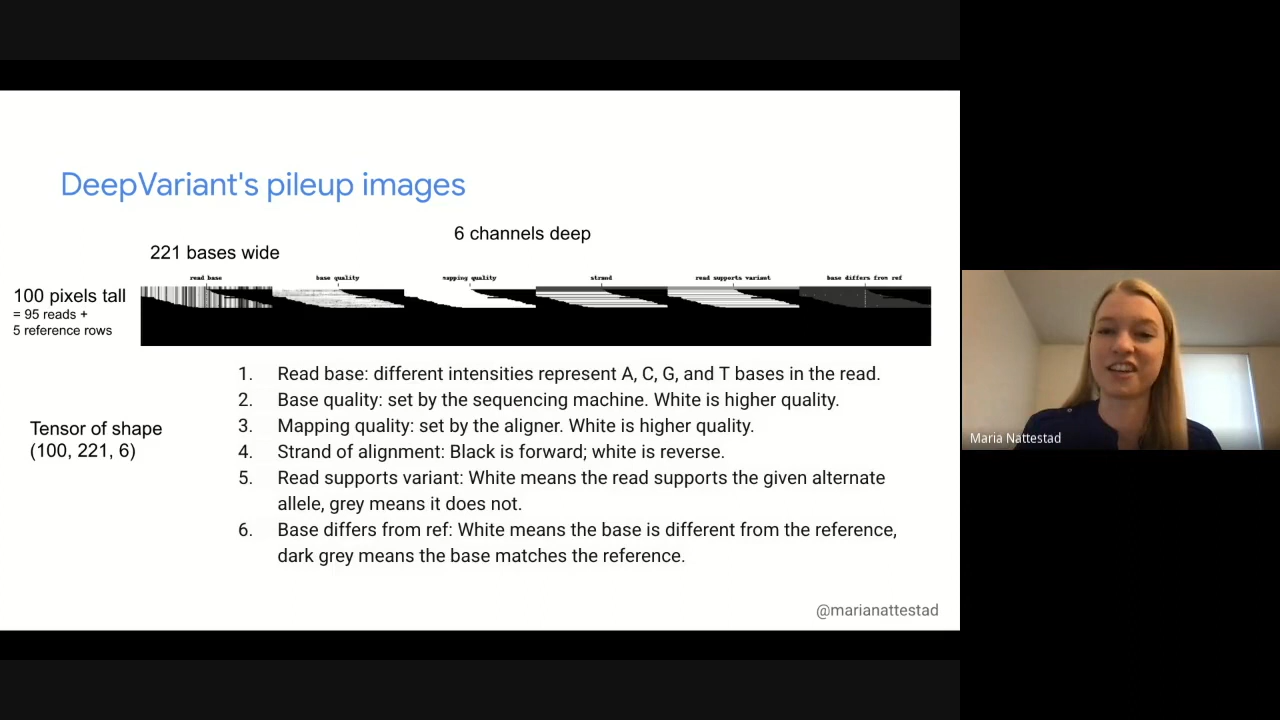 DeepVariant's pileup images
6 channels deep
221 bases wide
read base
base quality
mapping quality
strand
read supports variant
base differs from ref
100 pixels tall
= 95 reads +
5 reference rows
1. Read base: different intensities represent A, C, G, and T bases in the read.
2. Base quality: set by the sequencing machine. White is higher quality.
3. Mapping quality: set by the aligner. White is higher quality.
4. Strand of alignment: Black is forward; white is reverse.
5. Read supports variant: White means the read supports the given alternate
allele, grey means it does not.
6. Base differs from ref: White means the base is different from the reference,
dark grey means the base matches the reference.
Tensor of shape
(100, 221, 6)
@marianattestad
Maria Nattestad